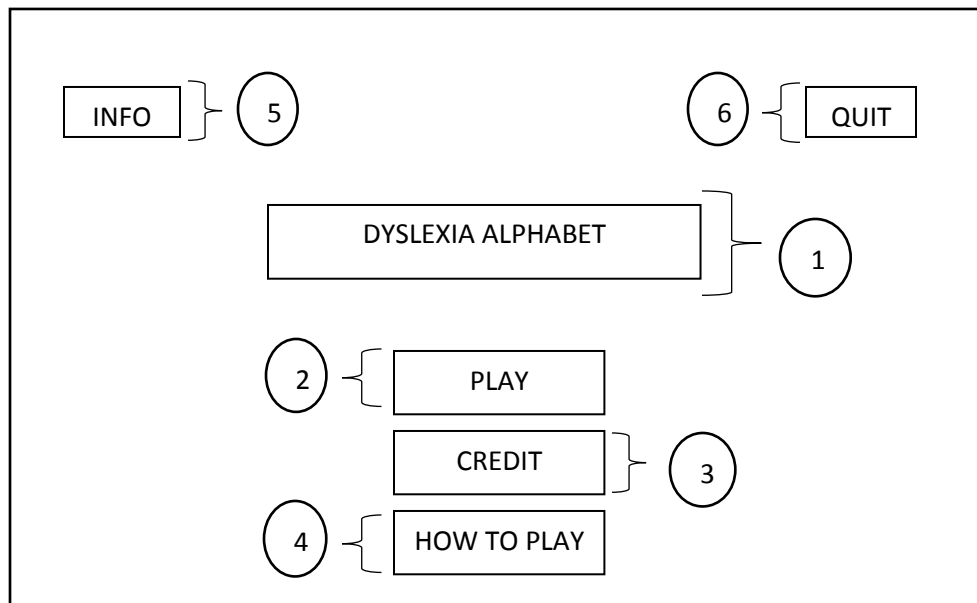 INFO
5
6
QUIT
DYSLEXIA ALPHABET
1
2
PLAY
CREDIT
3
4
HOW TO PLAY